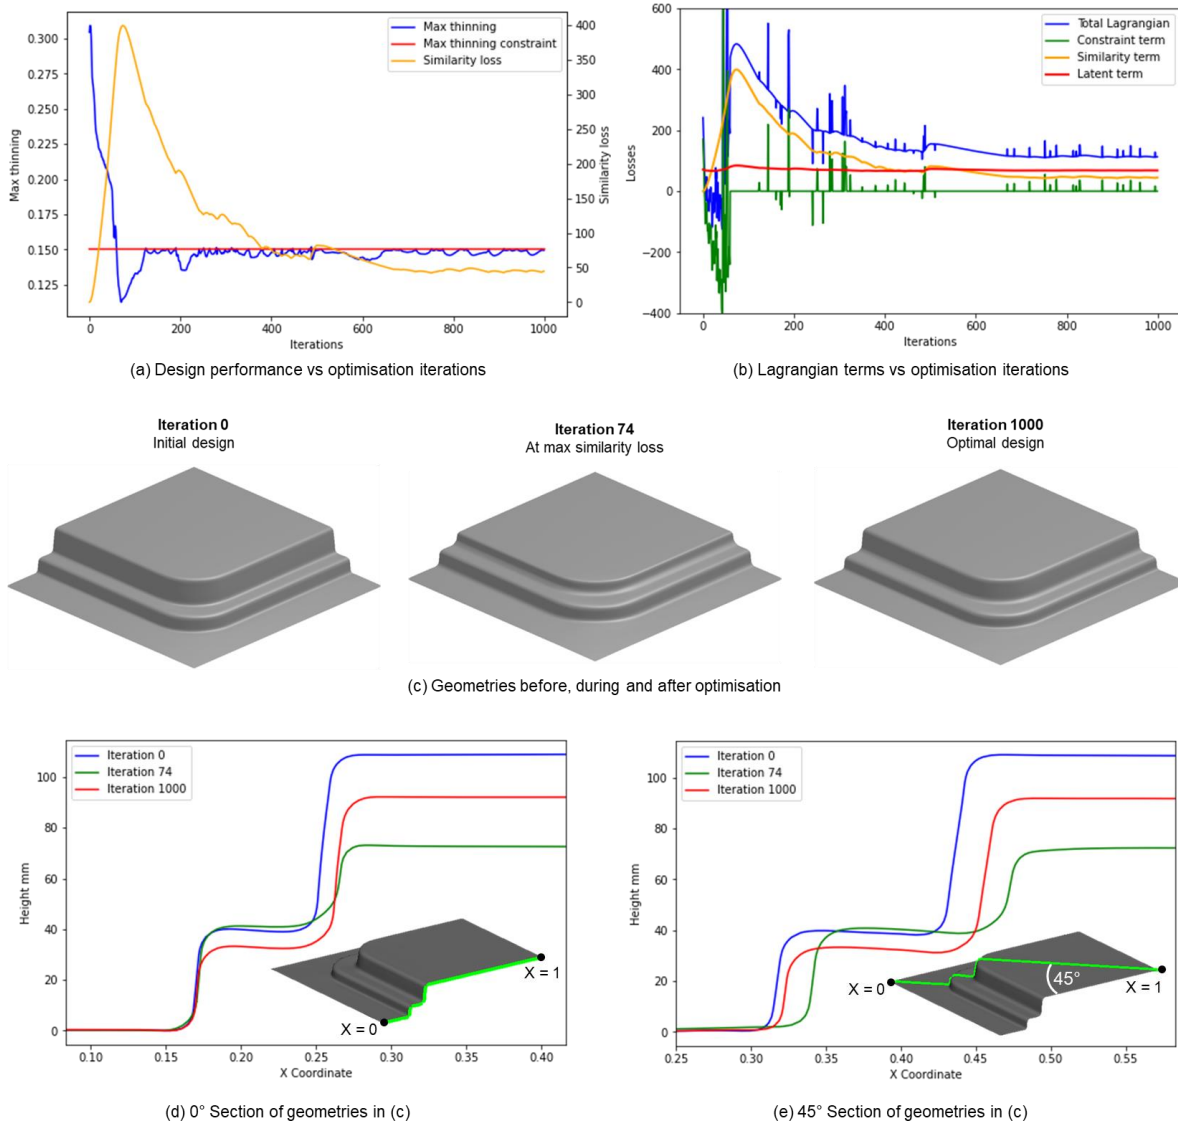 Max thinning
Max thinning constraint
Similarity loss
0.300
0.275
0.250
0.225
0.200
0.175
0.150
0.125
Max thinning
400
350
300
250
200
150
100
50
0
Similarity loss
0
200
400
600
800
1000
Iterations
(a) Design performance vs optimisation iterations
Total Lagrangian
Constraint term
Similarity term
Latent term
600
400
200
0
−200
−400
Losses
0
200
400
600
800
1000
Iterations
(b) Lagrangian terms vs optimisation iterations
Iteration 0
Initial design
Iteration 74
At max similarity loss
Iteration 1000
Optimal design
(c) Geometries before, during and after optimisation
Iteration 0
Iteration 74
Iteration 1000
100
80
60
40
20
0
Height mm
X = 1
X = 0
0.10
0.15
0.20
0.25
0.30
0.35
0.40
X Coordinate
(d) 0° Section of geometries in (c)
Iteration 0
Iteration 74
Iteration 1000
100
80
60
40
20
0
Height mm
X = 0
45°
X = 1
0.25
0.30
0.35
0.40
0.45
0.50
0.55
X Coordinate
(e) 45° Section of geometries in (c)